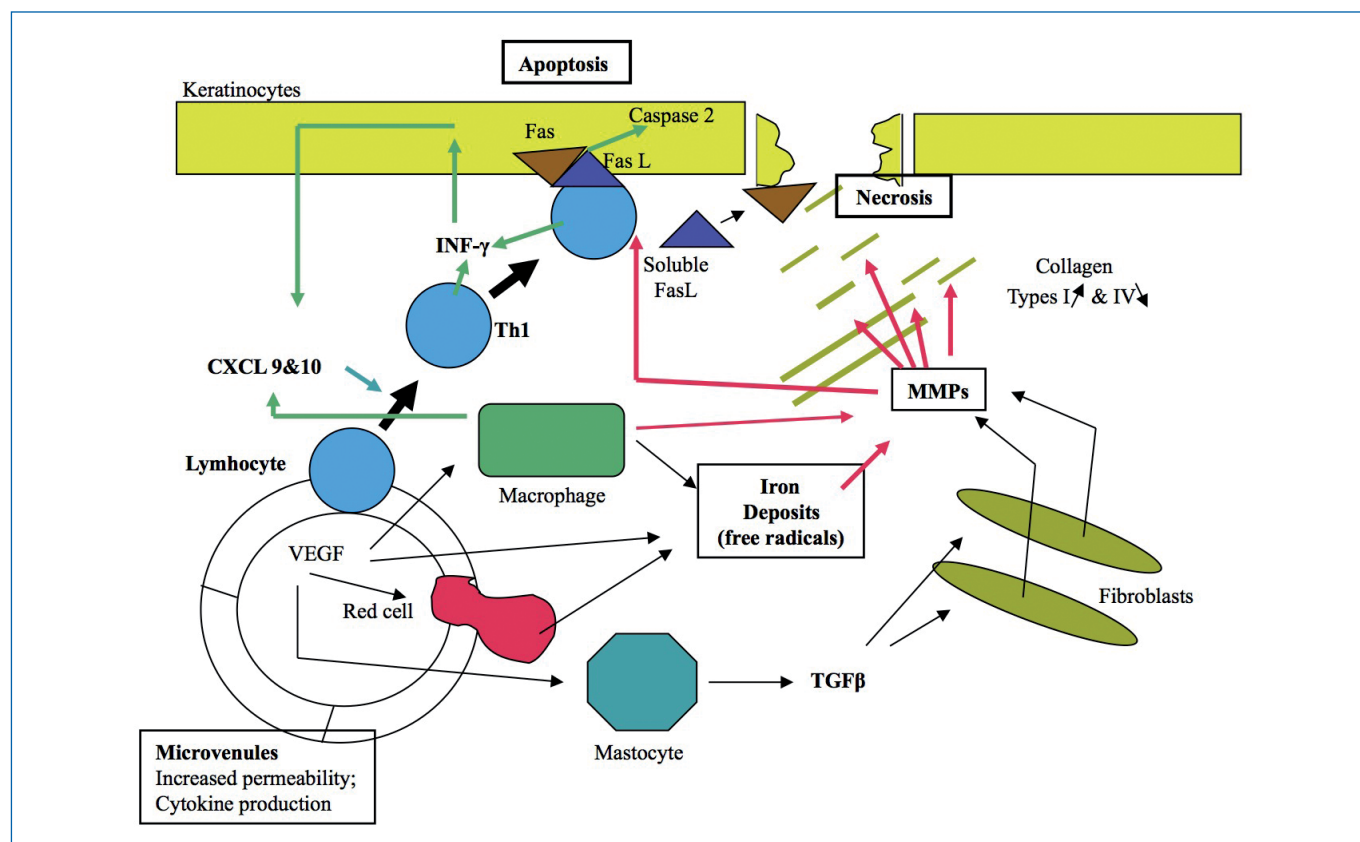 Apoptosis
Keratinocytes
Caspase 2
Fas
Fas L
Necrosis
INF-γ
Soluble
FasL
Collagen
Types I & IV
Th1
CXCL 9&10
MMPs
Lymhocyte
Macrophage
Iron
Deposits
(free radicals)
VEGF
Red cell
Fibroblasts
TGFβ
Mastocyte
Microvenules
Increased permeability;
Cytokine production